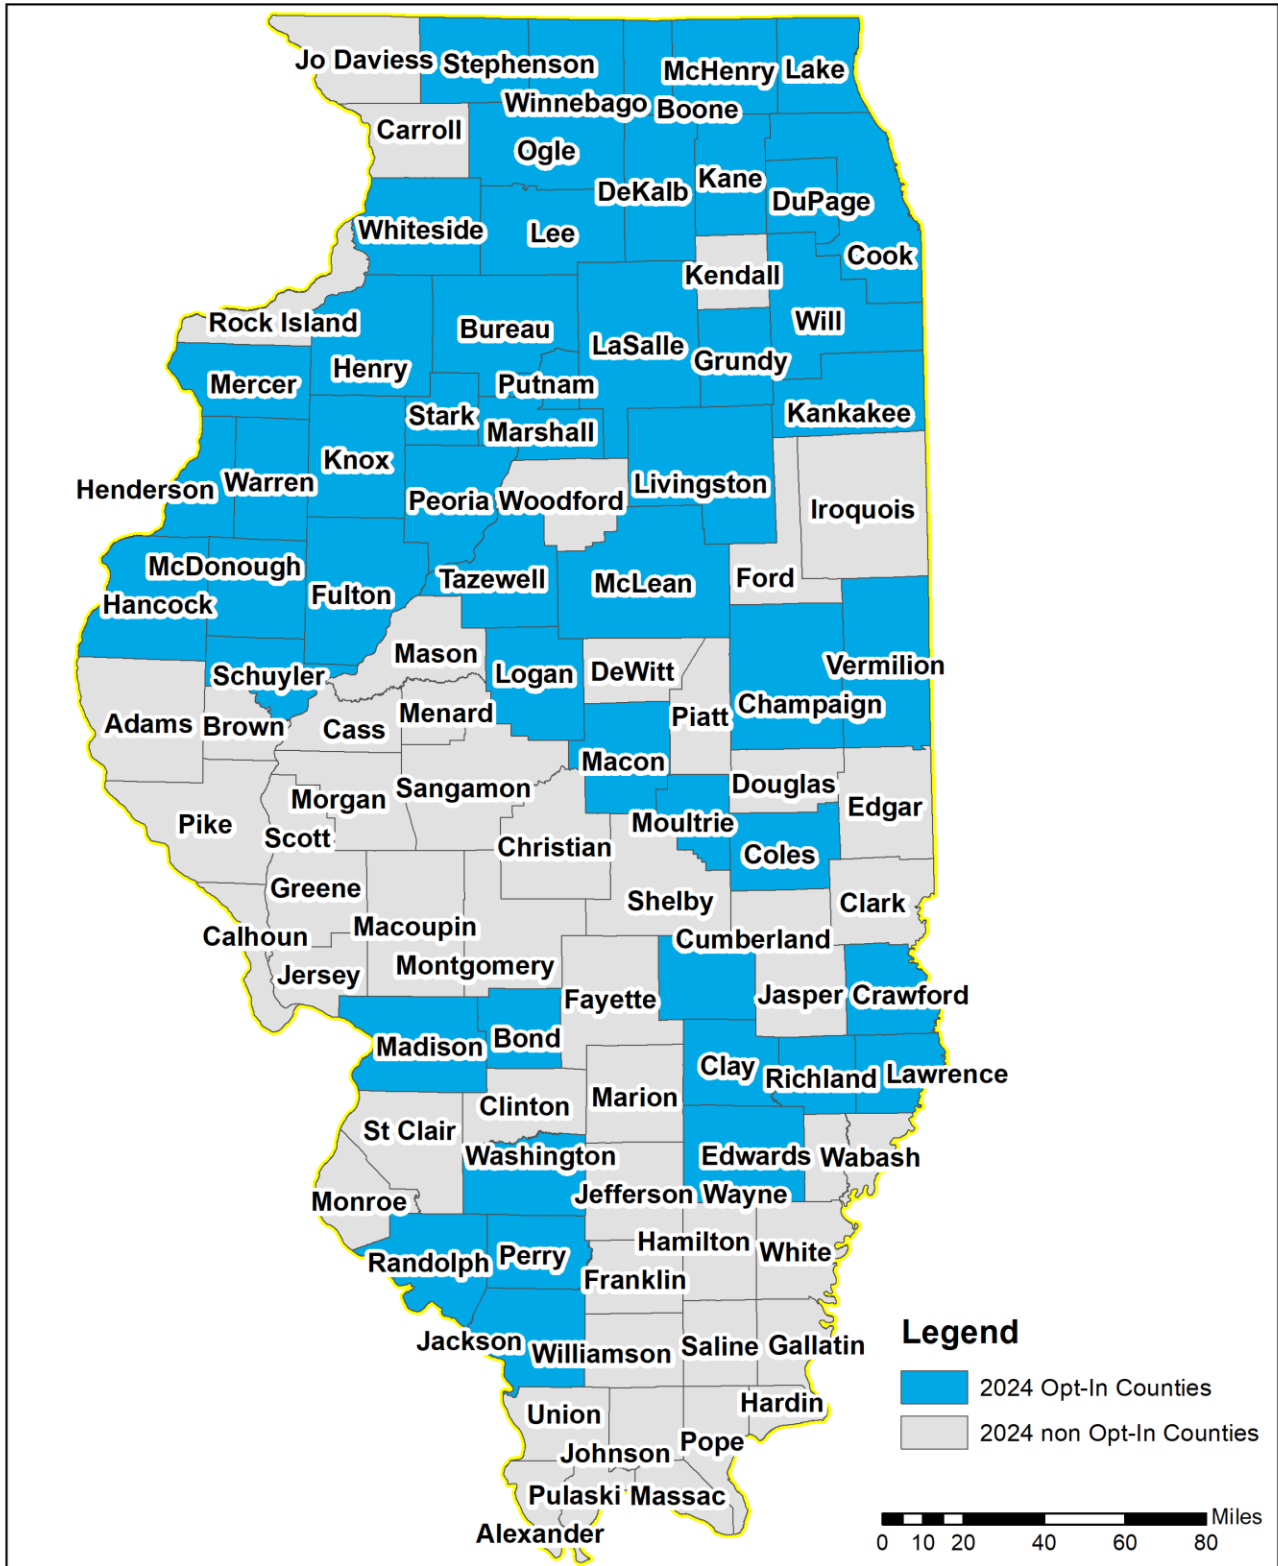 Jo Daviess
Stephenson
McHenry
Lake
Winnebago
Boone
Carroll
Ogle
DeKalb
Kane
DuPage
Whiteside
Lee
Cook
Kendall
Rock Island
Bureau
LaSalle
Will
Henry
Grundy
Mercer
Putnam
Stark
Kankakee
Marshall
Knox
Henderson
Warren
Peoria
Woodford
Livingston
Iroquois
McDonough
Tazewell
McLean
Ford
Hancock
Fulton
Mason
Logan
DeWitt
Vermilion
Schuyler
Champaign
Adams
Brown
Cass
Menard
Piatt
Macon
Douglas
Sangamon
Morgan
Edgar
Pike
Scott
Moultrie
Christian
Coles
Greene
Shelby
Clark
Macoupin
Calhoun
Cumberland
Jersey
Montgomery
Fayette
Jasper
Crawford
Madison
Bond
Clay
Richland
Lawrence
Clinton
Marion
St Clair
Washington
Edwards
Wabash
Monroe
Jefferson
Wayne
Hamilton
White
Randolph
Perry
Franklin
Jackson
Williamson
Saline
Gallatin
Union
Hardin
Johnson
Pope
Pulaski
Massac
Alexander
Legend
2024 Opt-In Counties
2024 non Opt-In Counties
Miles
0 10 20 40 60 80